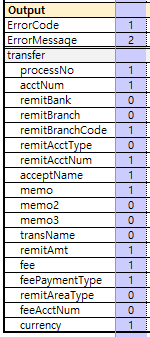 Output
ErrorCode 1
ErrorMessage 2
transfer
processNo 1
acctNum 1
remitBank 0
remitBranch 0
remitBranchCode 1
remitAcctType 0
remitAcctNum 1
acceptName 1
memo 1
memo2 0
memo3 0
transName 0
remitAmt 1
fee 1
feePaymentType 1
remitAreaType 0
feeAcctNum 0
currency 1